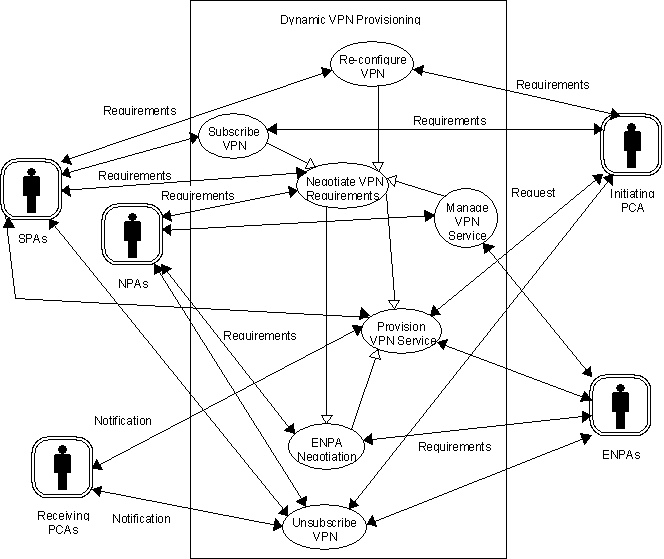 Dynamic VPN Provisioning
Re-configure
VPN
Requirements
Requirements
Subscribe
VPN
Requirements
Requirements
Negotiate VPN
Requirements
Requirements
Request
Initiating
PCA
Manage
VPN
Service
SPAs
NPAs
Provision
VPN Service
Requirements
Notification
ENPA
Negotiation
Requirements
ENPAs
Receiving
PCAs
Notification
Unsubscribe
VPN